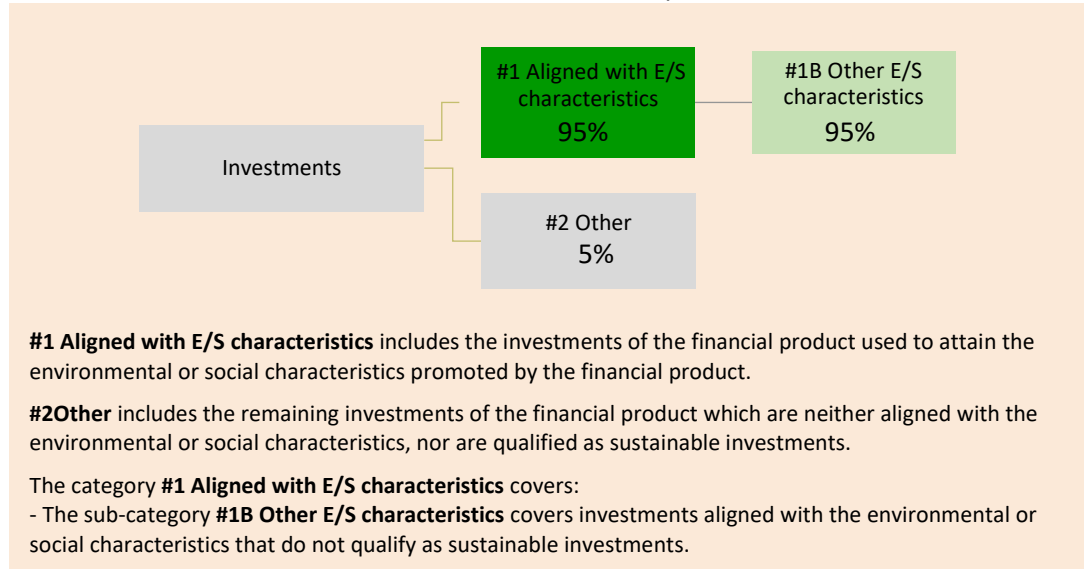 #1 Aligned with E/S
characteristics
95%
#1B Other E/S
characteristics
95%
Investments
#2 Other
5%
#1 Aligned with E/S characteristics includes the investments of the financial product used to attain the
environmental or social characteristics promoted by the financial product.
#2Other includes the remaining investments of the financial product which are neither aligned with the
environmental or social characteristics, nor are qualified as sustainable investments.
The category #1 Aligned with E/S characteristics covers:
- The sub-category #1B Other E/S characteristics covers investments aligned with the environmental or
social characteristics that do not qualify as sustainable investments.